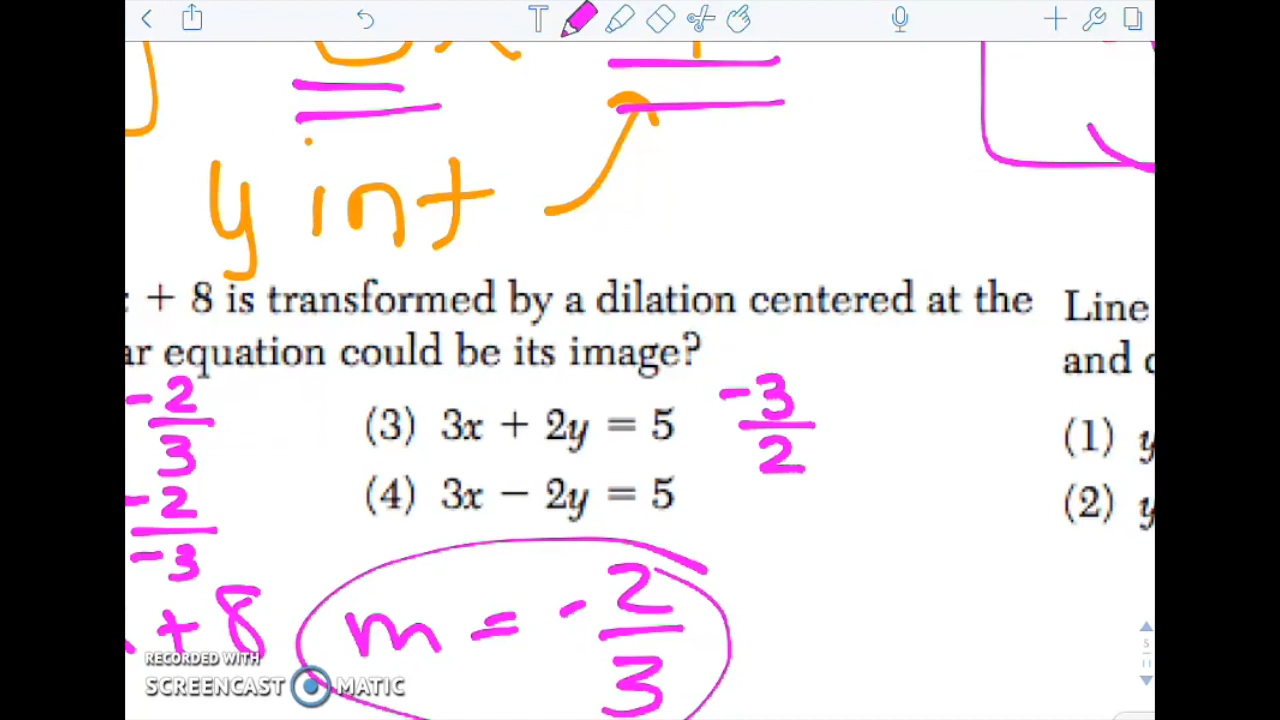 y int
+ 8 is transformed by a dilation centered at the
equation could be its image?
(3) 3x + 2y = 5
(4) 3x − 2y = 5
-2/3
-2/-3
-3/2
+ 8
m = -2/3
Line
and
(1) y
(2) y
RECORDED WITH
SCREENCAST MATIC
5
11